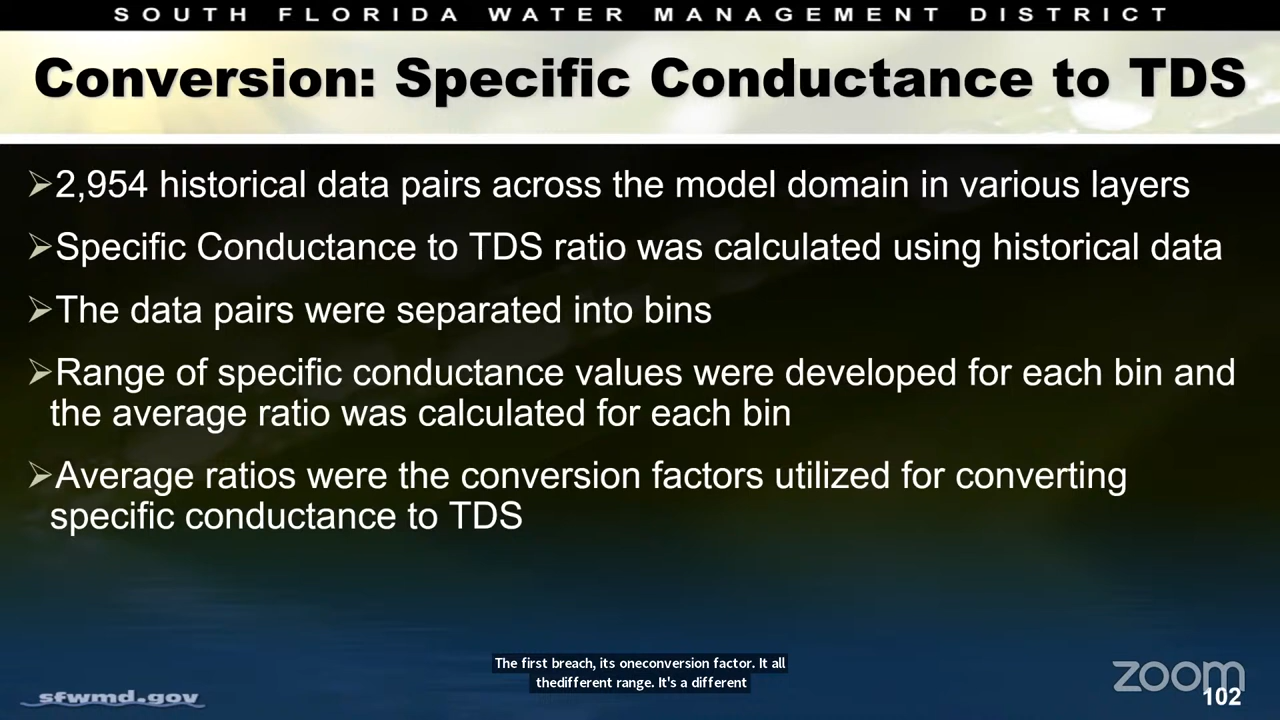 SOUTH FLORIDA WATER MANAGEMENT DISTRICT
Conversion: Specific Conductance to TDS
➢2,954 historical data pairs across the model domain in various layers
➢Specific Conductance to TDS ratio was calculated using historical data
➢The data pairs were separated into bins
➢Range of specific conductance values were developed for each bin and
the average ratio was calculated for each bin
➢Average ratios were the conversion factors utilized for converting
specific conductance to TDS
The first breach, its oneconversion factor. It all
thedifferent range. It's a different
sfwmd.gov
zoom
102